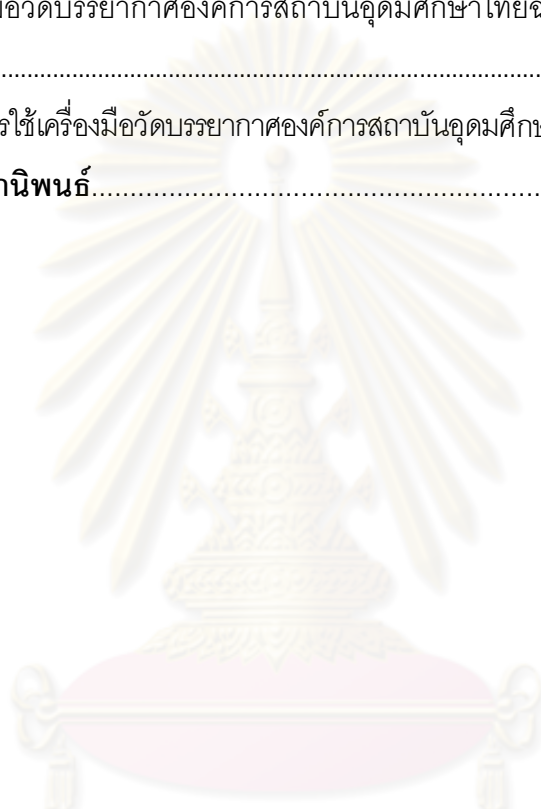 มือวัดบรรยากาศองค์การสถาบันอุดมศึกษาไทยฉ
........................................................................................
รใช้เครื่องมือวัดบรรยากาศองค์การสถาบันอุดมศึกษ
านิพนธ์..........................................................